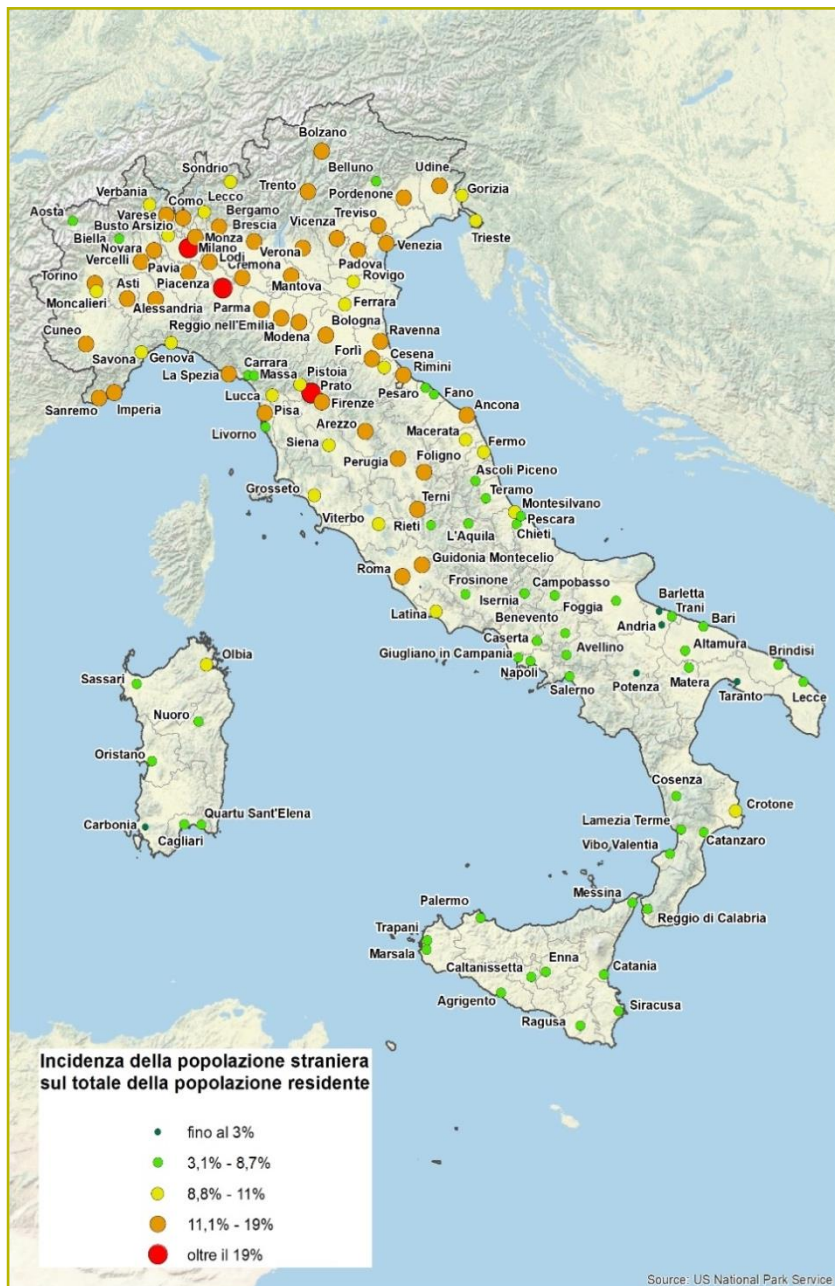 Bolzano
Sondrio
Belluno
Udine
Verbania
Trento
Pordenone
Gorizia
Lecco
Como
Aosta
Varese
Bergamo
Treviso
Busto Arsizio
Brescia
Vicenza
Trieste
Biella
Monza
Novara
Milano
Verona
Venezia
Vercelli
Lodi
Padova
Torino
Pavia
Cremona
Rovigo
Asti
Piacenza
Mantova
Moncalieri
Ferrara
Alessandria
Parma
Bologna
Cuneo
Reggio nell'Emilia
Ravenna
Modena
Forlì
Savona
Genova
Cesena
Carrara
Pistoia
Rimini
La Spezia
Massa
Prato
Pesaro
Fano
Lucca
Firenze
Sanremo
Imperia
Pisa
Ancona
Arezzo
Livorno
Macerata
Siena
Foligno
Fermo
Perugia
Ascoli Piceno
Grosseto
Terni
Teramo
Montesilvano
Viterbo
Rieti
Pescara
L'Aquila
Chieti
Guidonia Montecelio
Roma
Frosinone
Campobasso
Barletta
Isernia
Foggia
Trani
Latina
Benevento
Andria
Bari
Caserta
Avellino
Altamura
Giugliano in Campania
Brindisi
Olbia
Napoli
Sassari
Salerno
Potenza
Matera
Taranto
Lecce
Nuoro
Oristano
Cosenza
Crotone
Quartu Sant'Elena
Carbonia
Lamezia Terme
Cagliari
Catanzaro
Vibo Valentia
Messina
Palermo
Reggio di Calabria
Trapani
Marsala
Enna
Caltanissetta
Catania
Agrigento
Siracusa
Ragusa
Incidenza della popolazione straniera
sul totale della popolazione residente
fino al 3%
3,1% - 8,7%
8,8% - 11%
11,1% - 19%
oltre il 19%
Source: US National Park Service